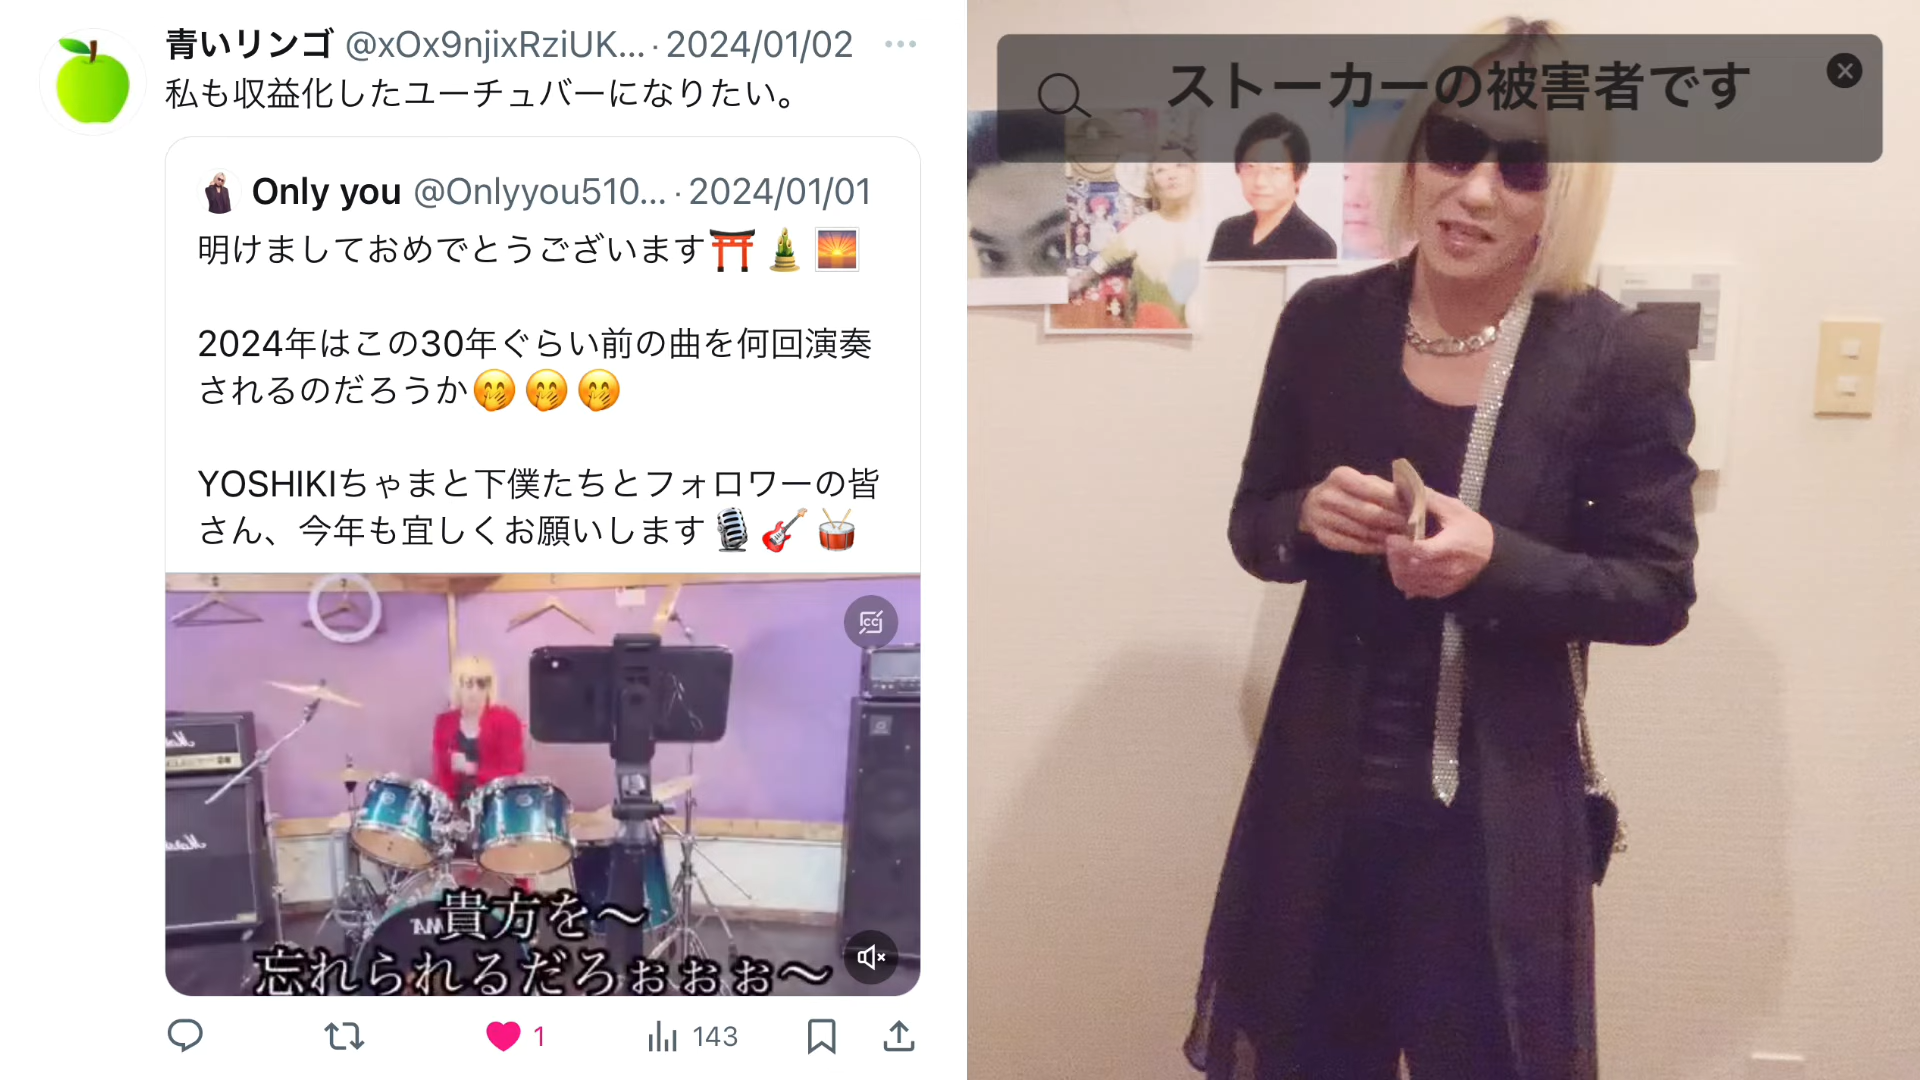 青いリンゴ @xOx9njixRziUK... · 2024/01/02
私も収益化したユーチュバーになりたい。
Only you @Onlyyou510... · 2024/01/01
明けましておめでとうございます⛩️🎍🌅
2024年はこの30年ぐらい前の曲を何回演奏
されるのだろうか🤭🤭🤭
YOSHIKIちゃまと下僕たちとフォロワーの皆
さん、今年も宜しくお願いします🎙️🎸🥁
CC
Marshall
貴方を〜
忘れられるだろぉぉぉ〜
1
143
ストーカーの被害者です